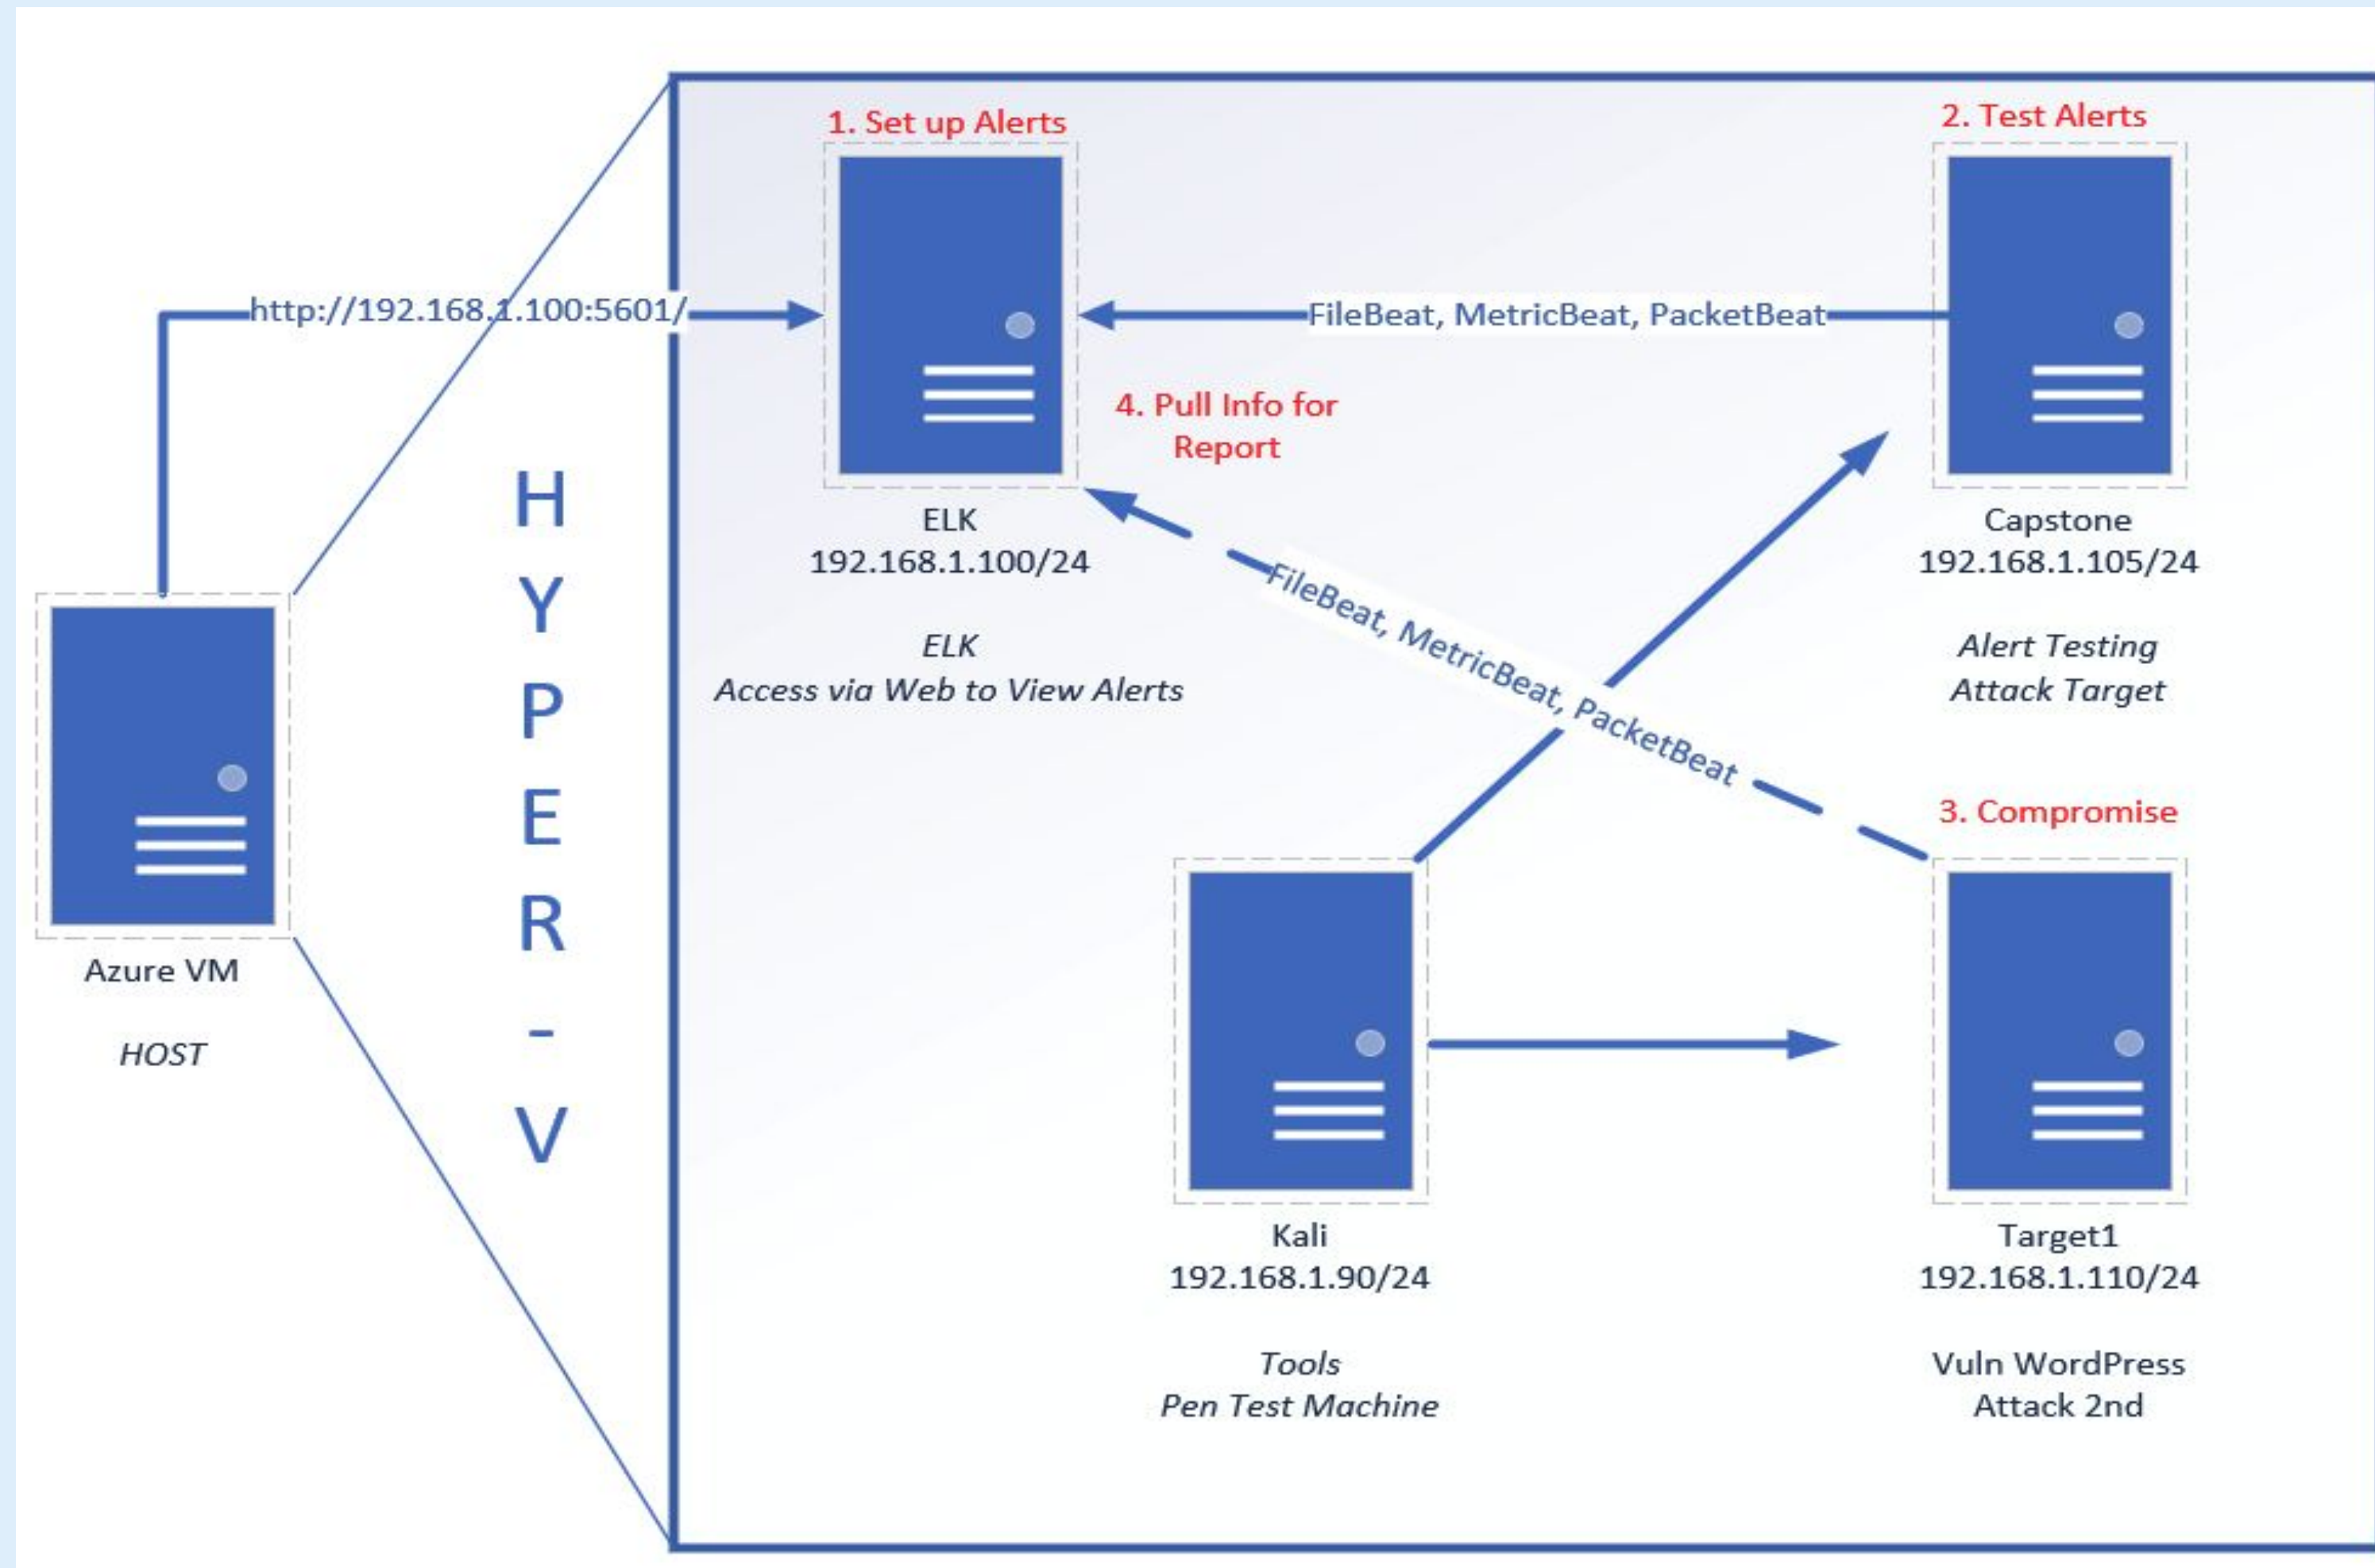 1. Set up Alerts
2. Test Alerts
http://192.168.1.100:5601/
FileBeat, MetricBeat, PacketBeat
4. Pull Info for
Report
ELK
192.168.1.100/24
ELK
Access via Web to View Alerts
Capstone
192.168.1.105/24
Alert Testing
Attack Target
HYPER-V
FileBeat, MetricBeat, PacketBeat
3. Compromise
Azure VM
HOST
Kali
192.168.1.90/24
Tools
Pen Test Machine
Target1
192.168.1.110/24
Vuln WordPress
Attack 2nd